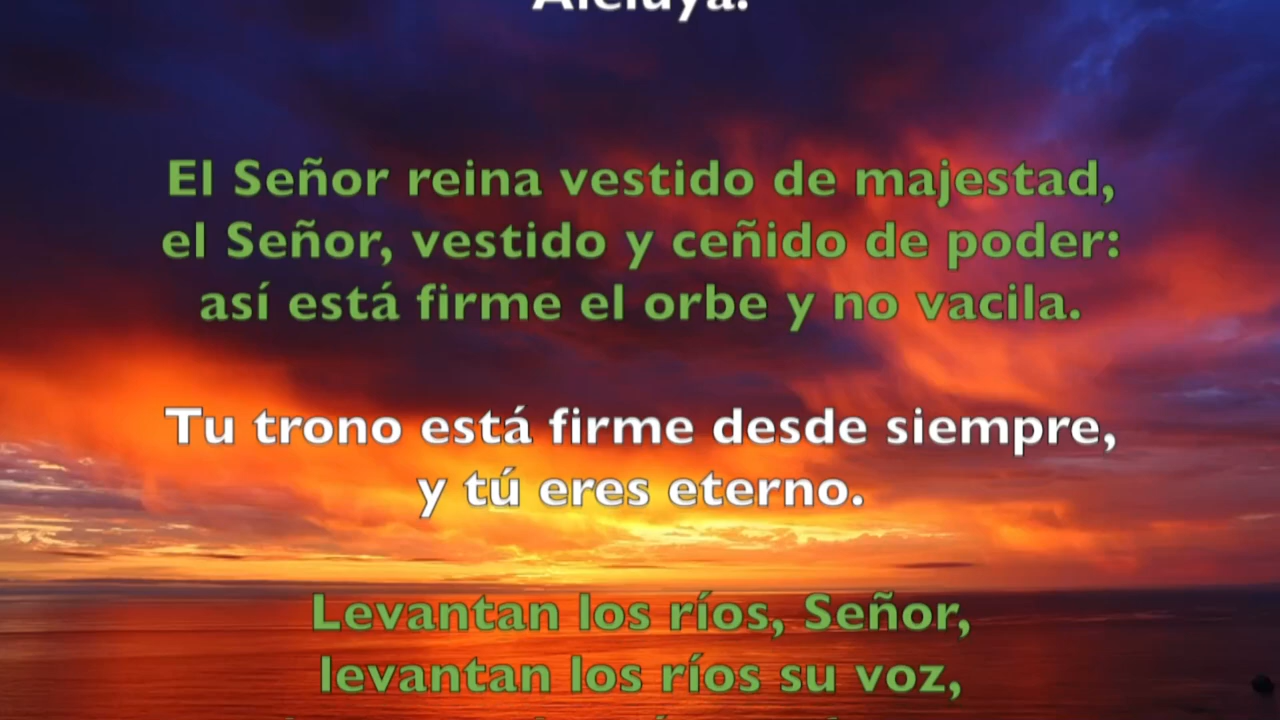 Aleluya.
El Señor reina vestido de majestad,
el Señor, vestido y ceñido de poder:
así está firme el orbe y no vacila.
Tu trono está firme desde siempre,
y tú eres eterno.
Levantan los ríos, Señor,
levantan los ríos su voz,